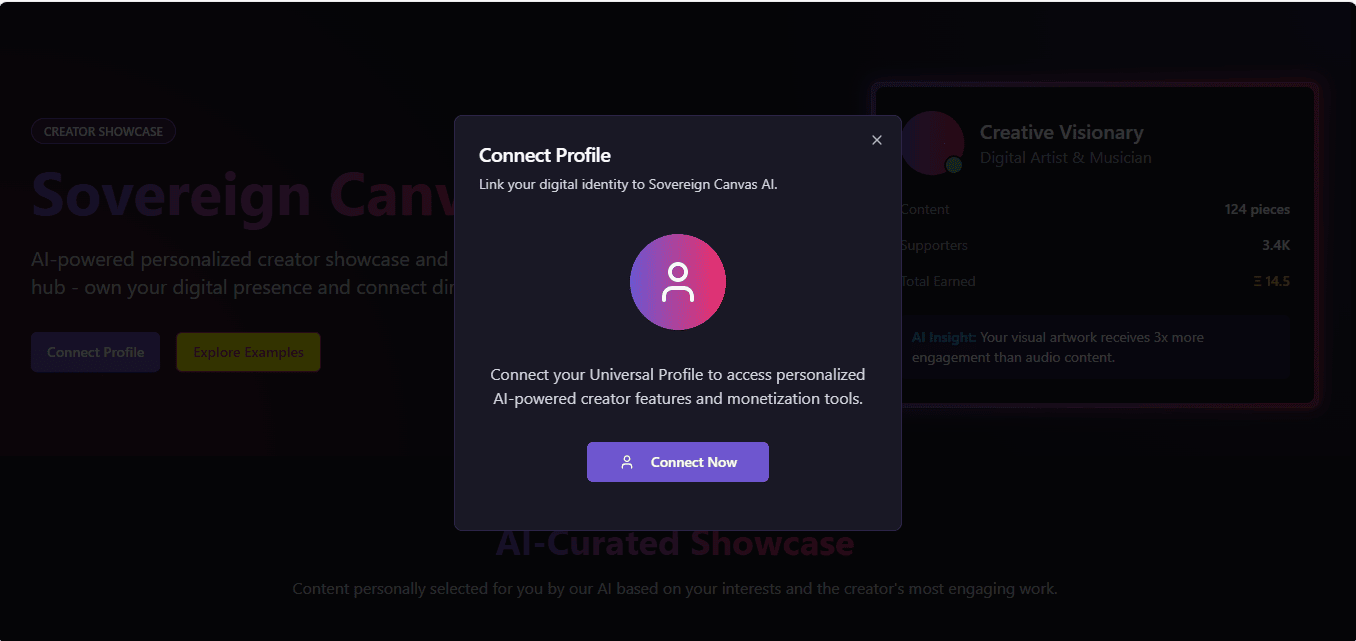 CREATOR SHOWCASE
Sovereign Canv
AI-powered personalized creator showcase and
hub - own your digital presence and connect di
Connect Profile
Explore Examples
Connect Profile
Link your digital identity to Sovereign Canvas AI.
Connect your Universal Profile to access personalized
AI-powered creator features and monetization tools.
Connect Now
Creative Visionary
Digital Artist & Musician
Content 124 pieces
Supporters 3.4K
Total Earned Ξ 14.5
AI Insight: Your visual artwork receives 3x more
engagement than audio content.
AI-Curated Showcase
Content personally selected for you by our AI based on your interests and the creator's most engaging work.